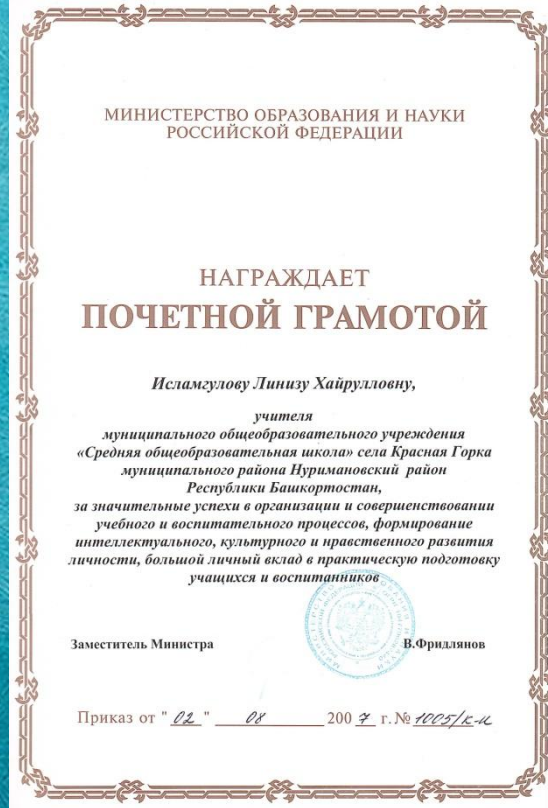 МИНИСТЕРСТВО ОБРАЗОВАНИЯ И НАУКИ
РОССИЙСКОЙ ФЕДЕРАЦИИ
НАГРАЖДАЕТ
ПОЧЕТНОЙ ГРАМОТОЙ
Исламгулову Линизу Хайрулловну,
учителя
муниципального общеобразовательного учреждения
«Средняя общеобразовательная школа» села Красная Горка
муниципального района Нуримановский район
Республики Башкортостан,
за значительные успехи в организации и совершенствовании
учебного и воспитательного процессов, формирование
интеллектуального, культурного и нравственного развития
личности, большой личный вклад в практическую подготовку
учащихся и воспитанников
Заместитель Министра В.Фридлянов
Приказ от "02" 08 2007 г. № 1005/к-н